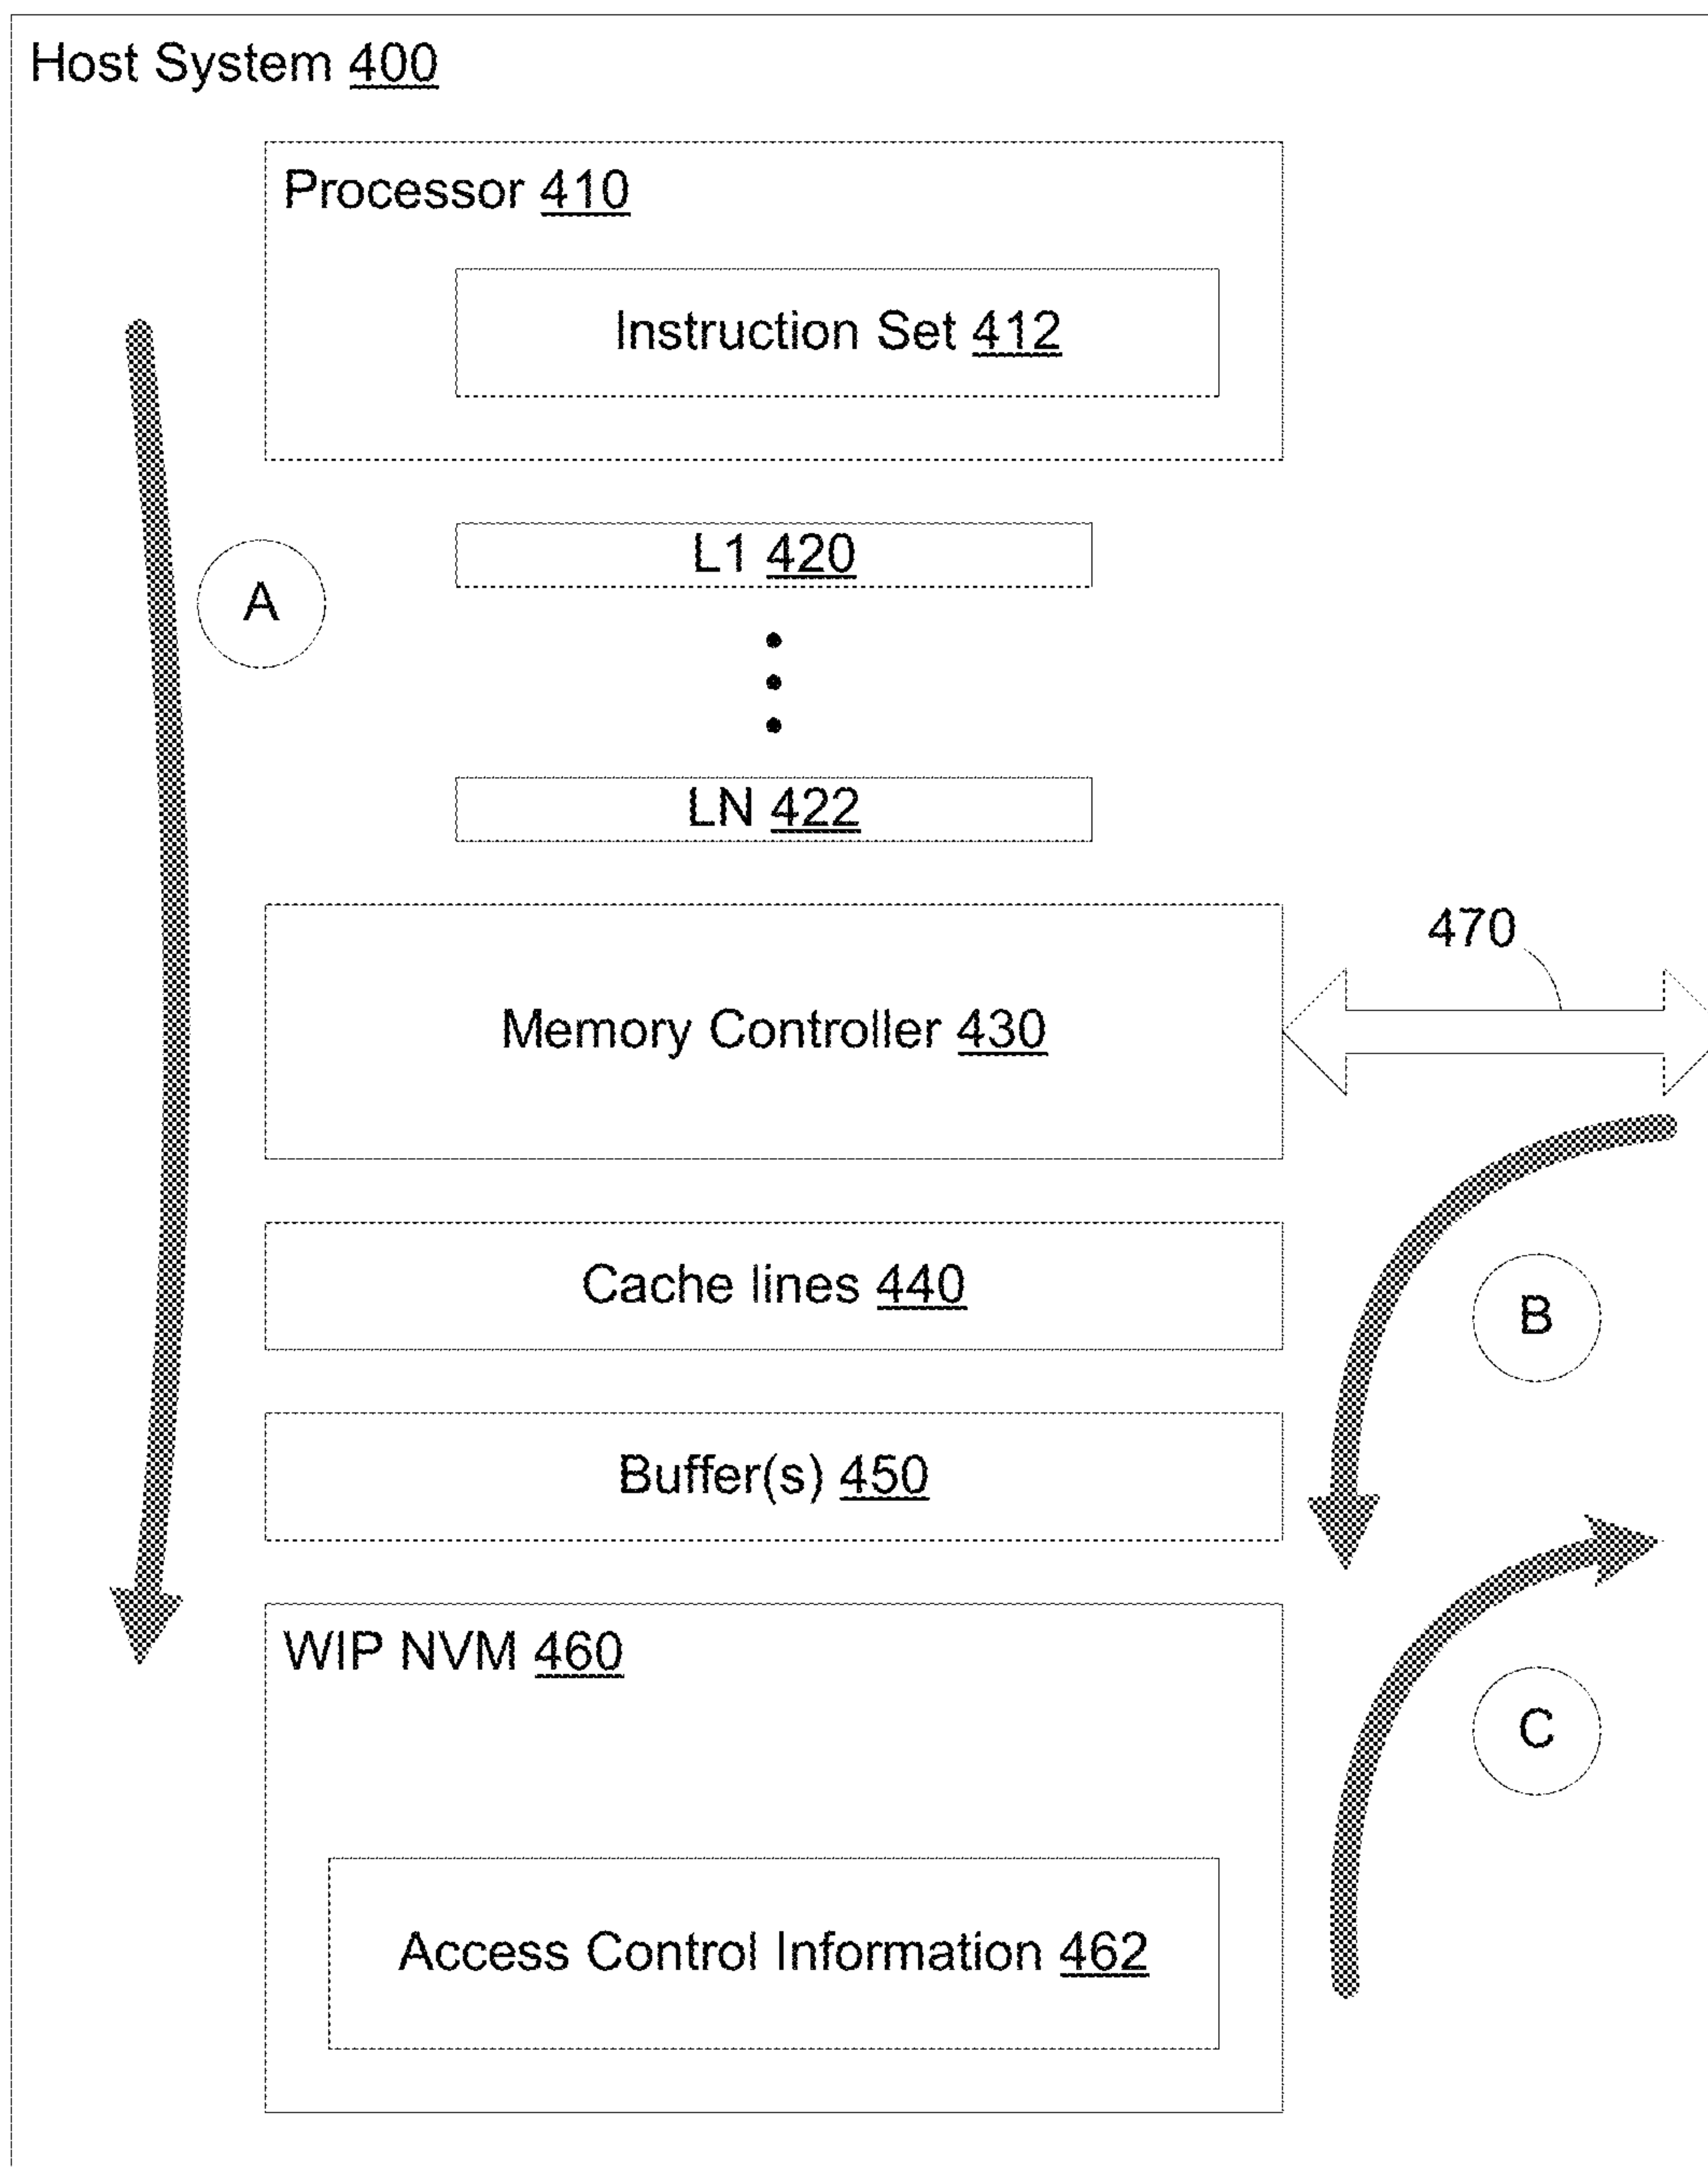 Host System 400
Processor 410
Instruction Set 412
A
L1 420
LN 422
470
Memory Controller 430
Cache lines 440
B
Buffer(s) 450
WIP NVM 460
C
Access Control Information 462